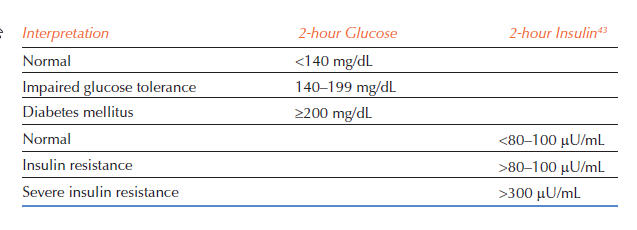 Interpretation 2-hour Glucose 2-hour Insulin⁴³
Normal <140 mg/dL
Impaired glucose tolerance 140–199 mg/dL
Diabetes mellitus ≥200 mg/dL
Normal <80–100 μU/mL
Insulin resistance >80–100 μU/mL
Severe insulin resistance >300 μU/mL